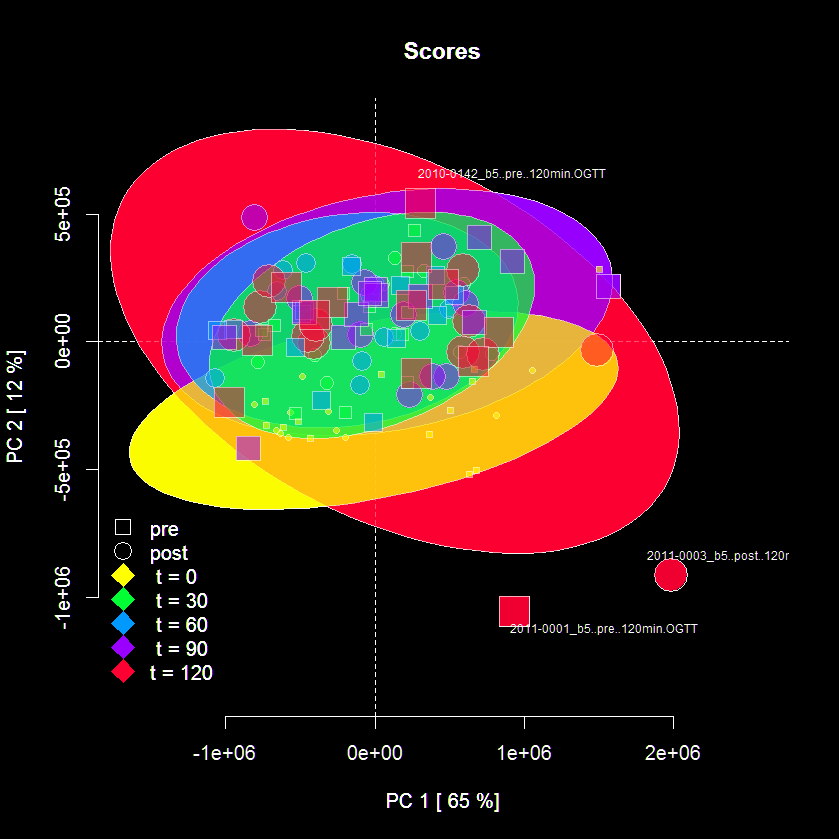 Scores
2010-0142_b5..pre..120min.OGTT
5e+05
0e+00
-5e+05
-1e+06
PC 2 [ 12 %]
pre
post
t = 0
t = 30
t = 60
t = 90
t = 120
2011-0003_b5..post..120r
2011-0001_b5..pre..120min.OGTT
-1e+06
0e+00
1e+06
2e+06
PC 1 [ 65 %]